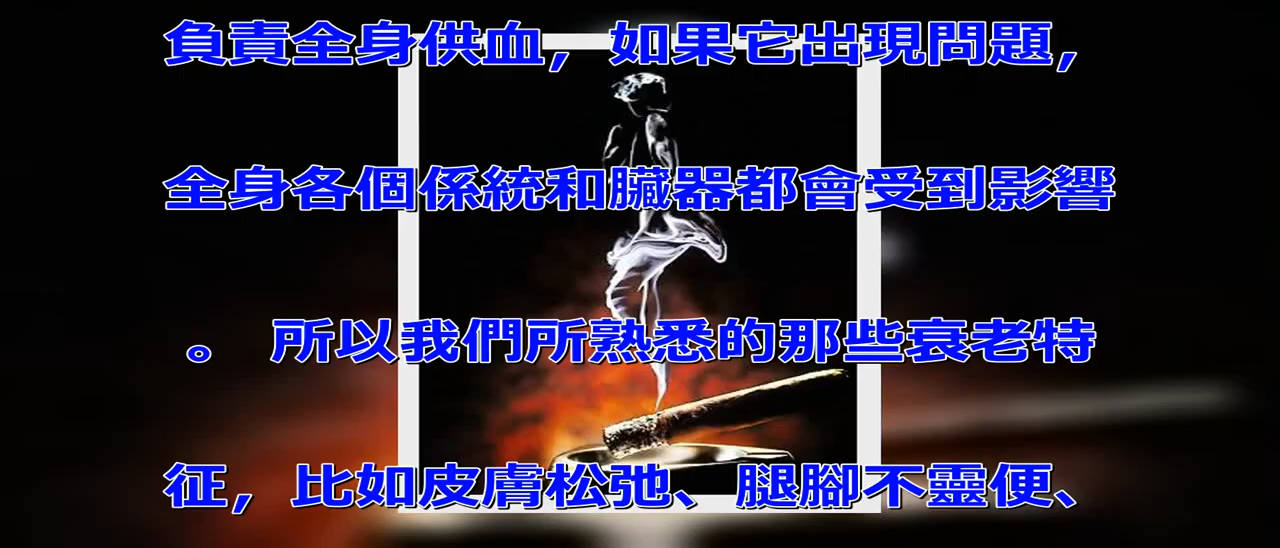 負責全身供血，如果它出現問題，
全身各個係統和臟器都會受到影響
。 所以我們所熟悉的那些衰老特
征，比如皮膚松弛、腿腳不靈便、